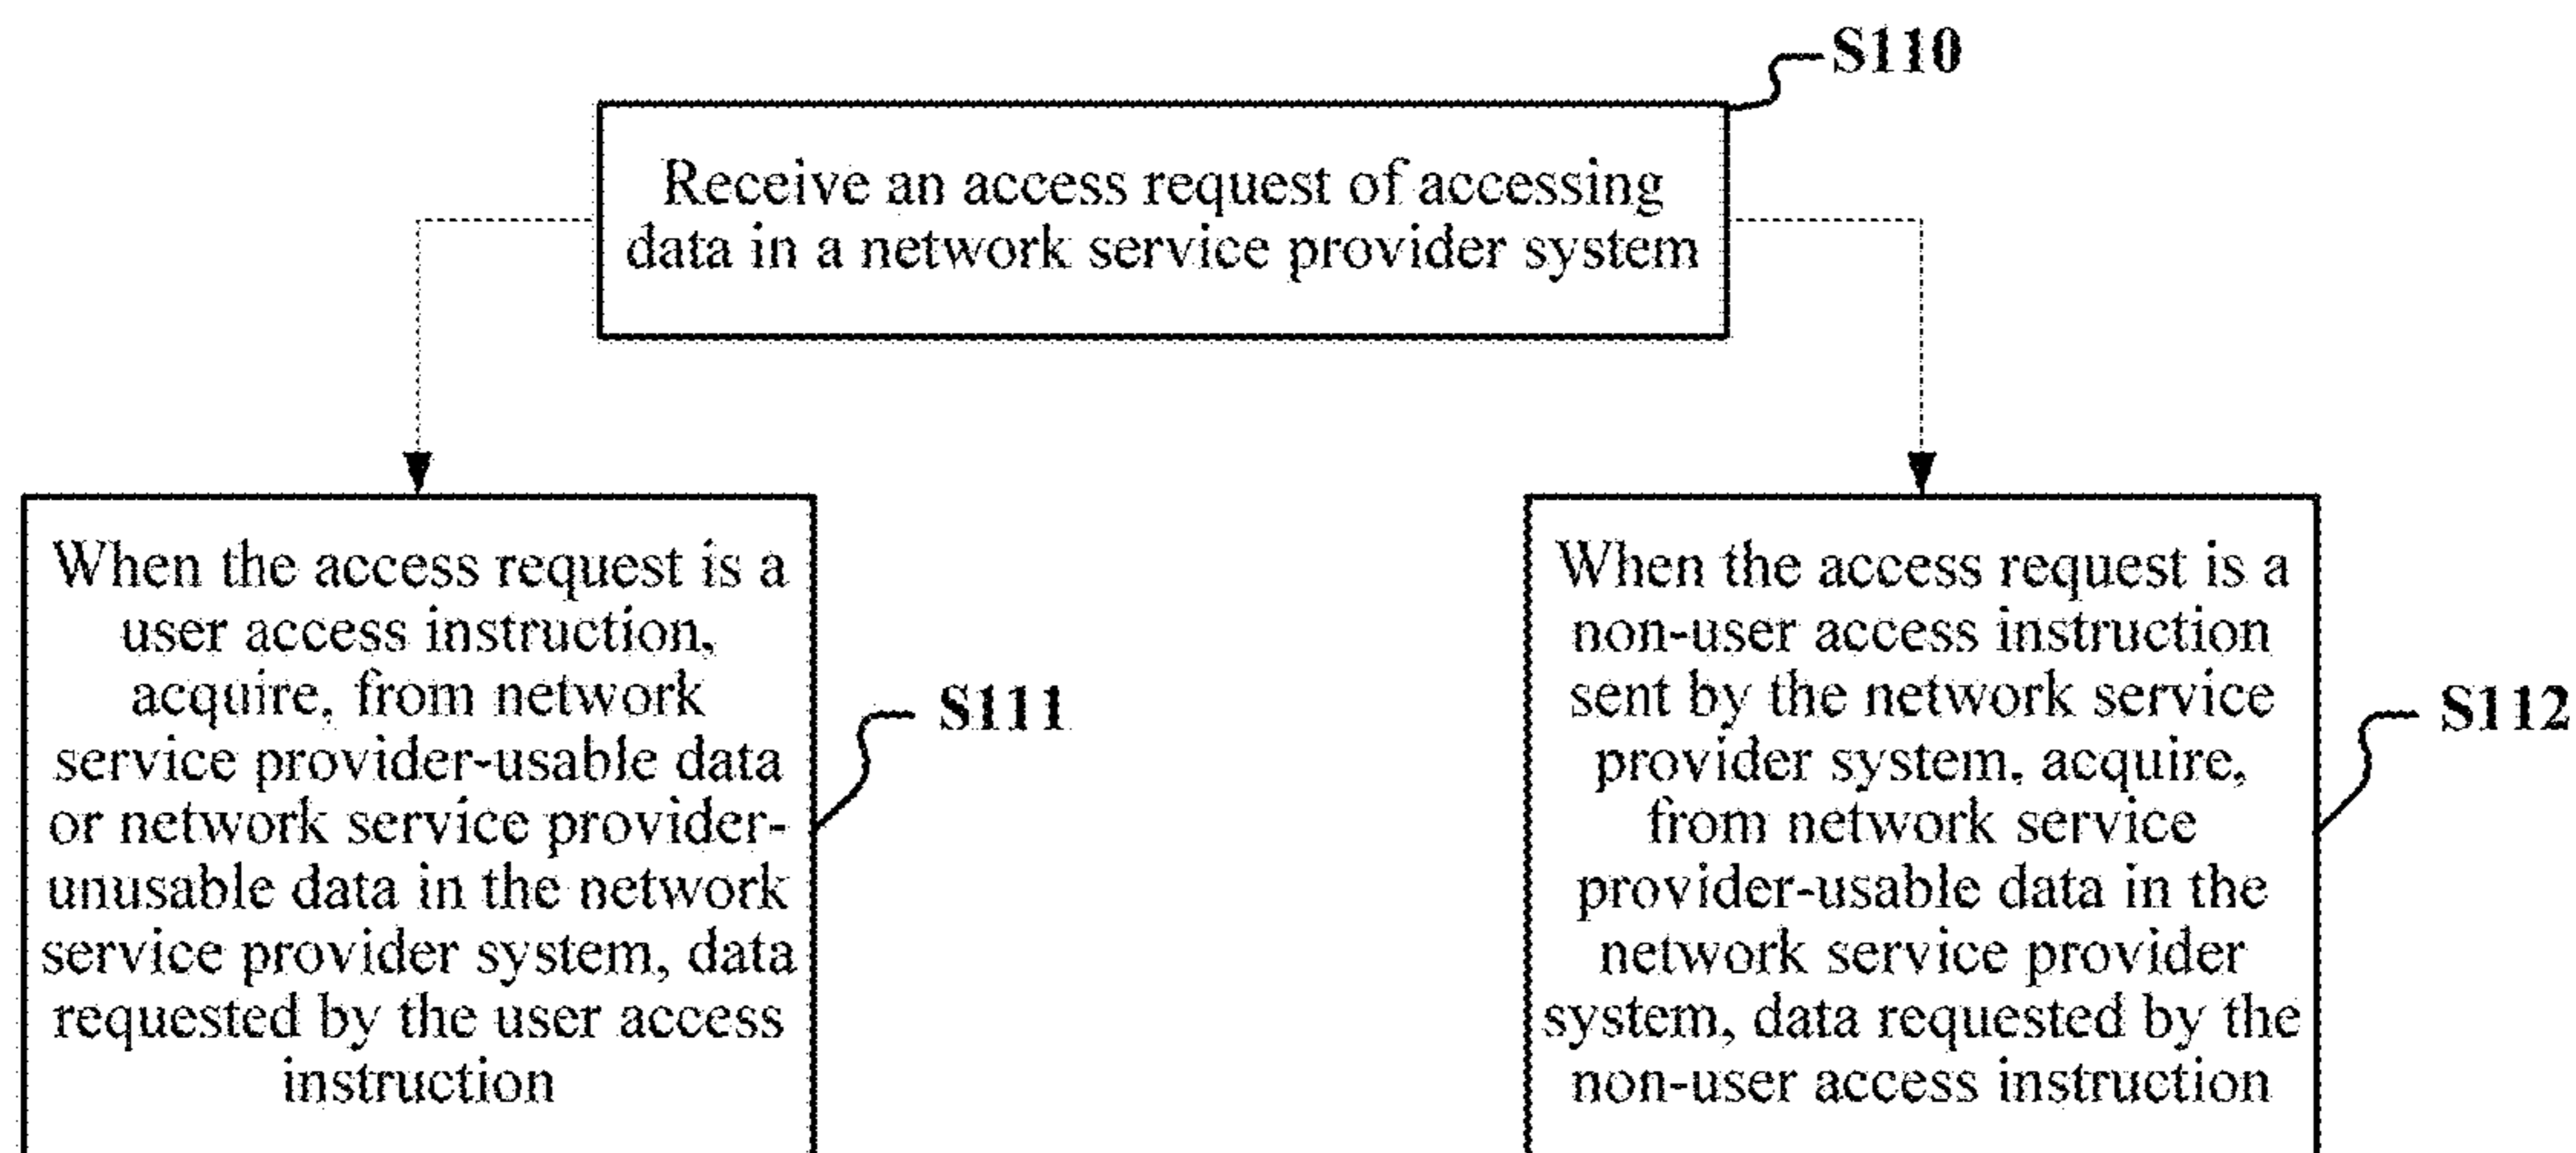 S110
Receive an access request of accessing
data in a network service provider system
When the access request is a
user access instruction,
acquire, from network
service provider-usable data
or network service provider-
unusable data in the network
service provider system, data
requested by the user access
instruction
S111
When the access request is a
non-user access instruction
sent by the network service
provider system, acquire,
from network service
provider-usable data in the
network service provider
system, data requested by the
non-user access instruction
S112